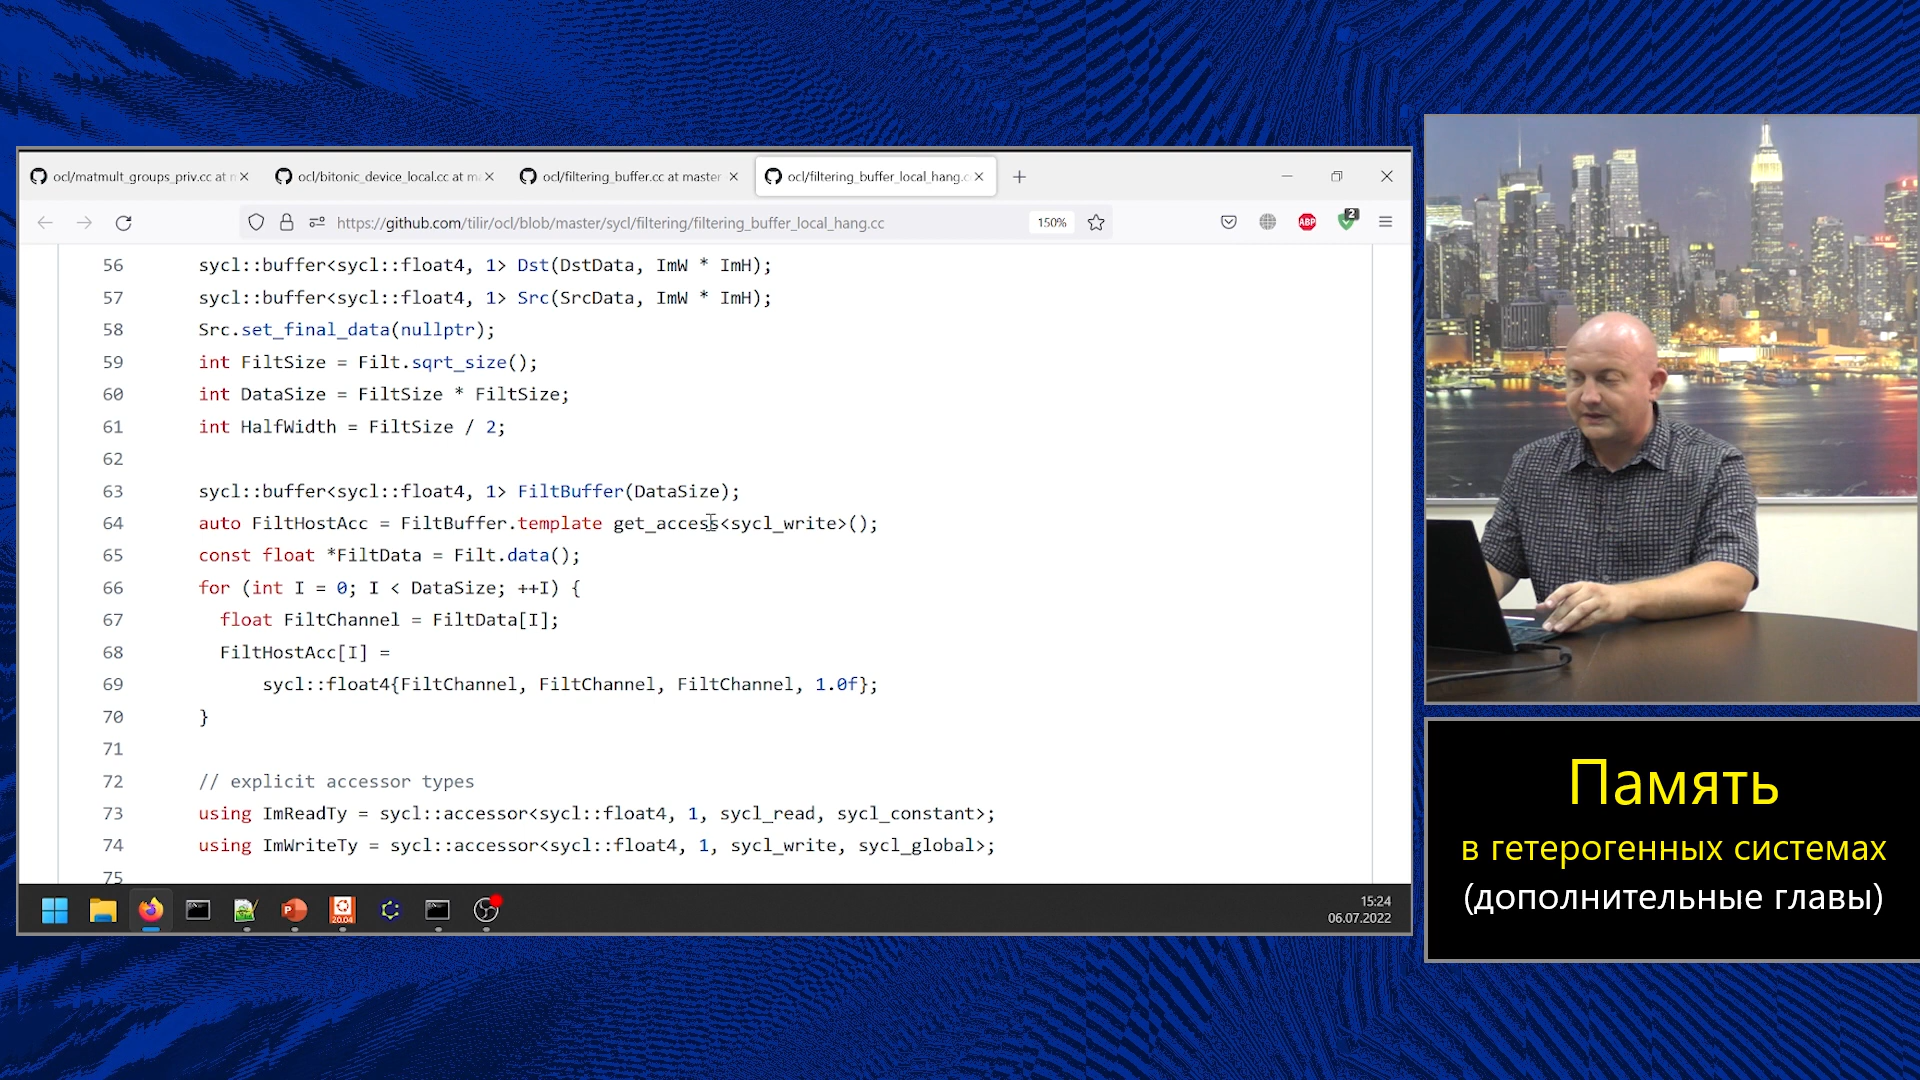 ocl/matmult_groups_priv.cc at m
ocl/bitonic_device_local.cc at m
ocl/filtering_buffer.cc at master
ocl/filtering_buffer_local_hang.c
https://github.com/tilir/ocl/blob/master/sycl/filtering/filtering_buffer_local_hang.cc
150%
ABP
2
56 sycl::buffer<sycl::float4, 1> Dst(DstData, ImW * ImH);
57 sycl::buffer<sycl::float4, 1> Src(SrcData, ImW * ImH);
58 Src.set_final_data(nullptr);
59 int FiltSize = Filt.sqrt_size();
60 int DataSize = FiltSize * FiltSize;
61 int HalfWidth = FiltSize / 2;
62
63 sycl::buffer<sycl::float4, 1> FiltBuffer(DataSize);
64 auto FiltHostAcc = FiltBuffer.template get_access<sycl_write>();
65 const float *FiltData = Filt.data();
66 for (int I = 0; I < DataSize; ++I) {
67 float FiltChannel = FiltData[I];
68 FiltHostAcc[I] =
69 sycl::float4{FiltChannel, FiltChannel, FiltChannel, 1.0f};
70 }
71
72 // explicit accessor types
73 using ImReadTy = sycl::accessor<sycl::float4, 1, sycl_read, sycl_constant>;
74 using ImWriteTy = sycl::accessor<sycl::float4, 1, sycl_write, sycl_global>;
75
20.04
15:24
06.07.2022
Память
в гетерогенных системах
(дополнительные главы)